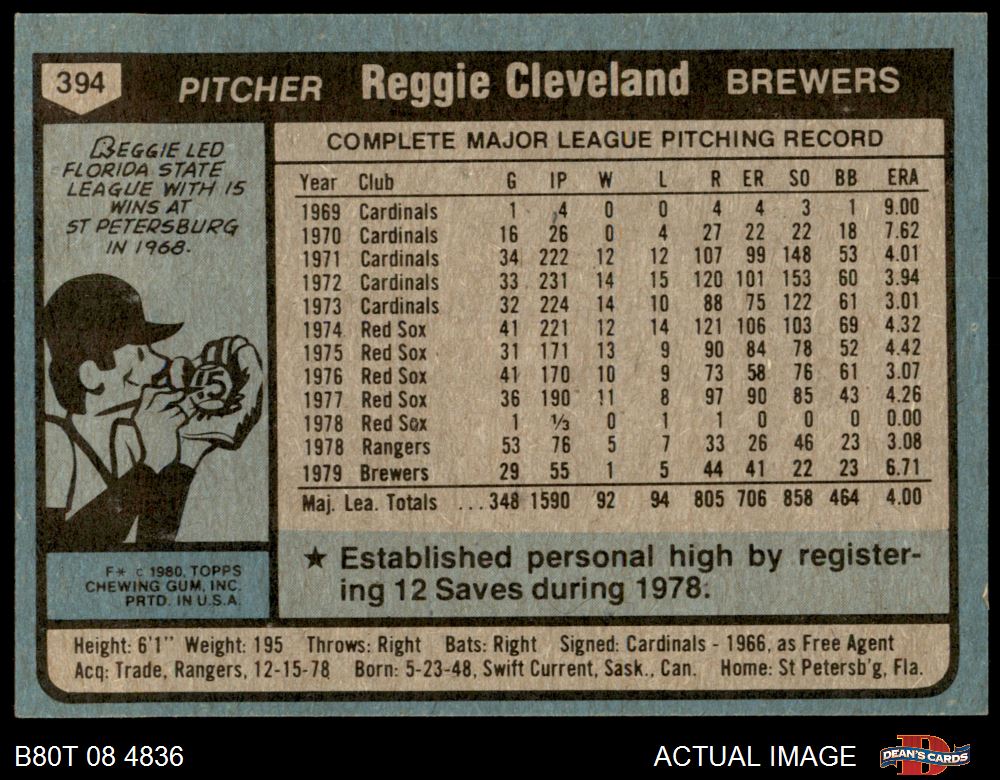 394 PITCHER Reggie Cleveland BREWERS
REGGIE LED
FLORIDA STATE
LEAGUE WITH 15
WINS AT
ST PETERSBURG
IN 1968.
15
F* © 1980, TOPPS
CHEWING GUM, INC.
PRTD. IN U.S.A.
COMPLETE MAJOR LEAGUE PITCHING RECORD
Year Club G IP W L R ER SO BB ERA
1969 Cardinals 1 4 0 0 4 4 3 1 9.00
1970 Cardinals 16 26 0 4 27 22 22 18 7.62
1971 Cardinals 34 222 12 12 107 99 148 53 4.01
1972 Cardinals 33 231 14 15 120 101 153 60 3.94
1973 Cardinals 32 224 14 10 88 75 122 61 3.01
1974 Red Sox 41 221 12 14 121 106 103 69 4.32
1975 Red Sox 31 171 13 9 90 84 78 52 4.42
1976 Red Sox 41 170 10 9 73 58 76 61 3.07
1977 Red Sox 36 190 11 8 97 90 85 43 4.26
1978 Red Sox 1 ⅓ 0 1 1 0 0 0 0.00
1978 Rangers 53 76 5 7 33 26 46 23 3.08
1979 Brewers 29 55 1 5 44 41 22 23 6.71
Maj. Lea. Totals ...348 1590 92 94 805 706 858 464 4.00
★ Established personal high by register-
ing 12 Saves during 1978.
Height: 6'1" Weight: 195 Throws: Right Bats: Right Signed: Cardinals - 1966, as Free Agent
Acq: Trade, Rangers, 12-15-78 Born: 5-23-48, Swift Current, Sask., Can. Home: St Petersb'g, Fla.
B80T 08 4836 ACTUAL IMAGE DEAN'S CARDS